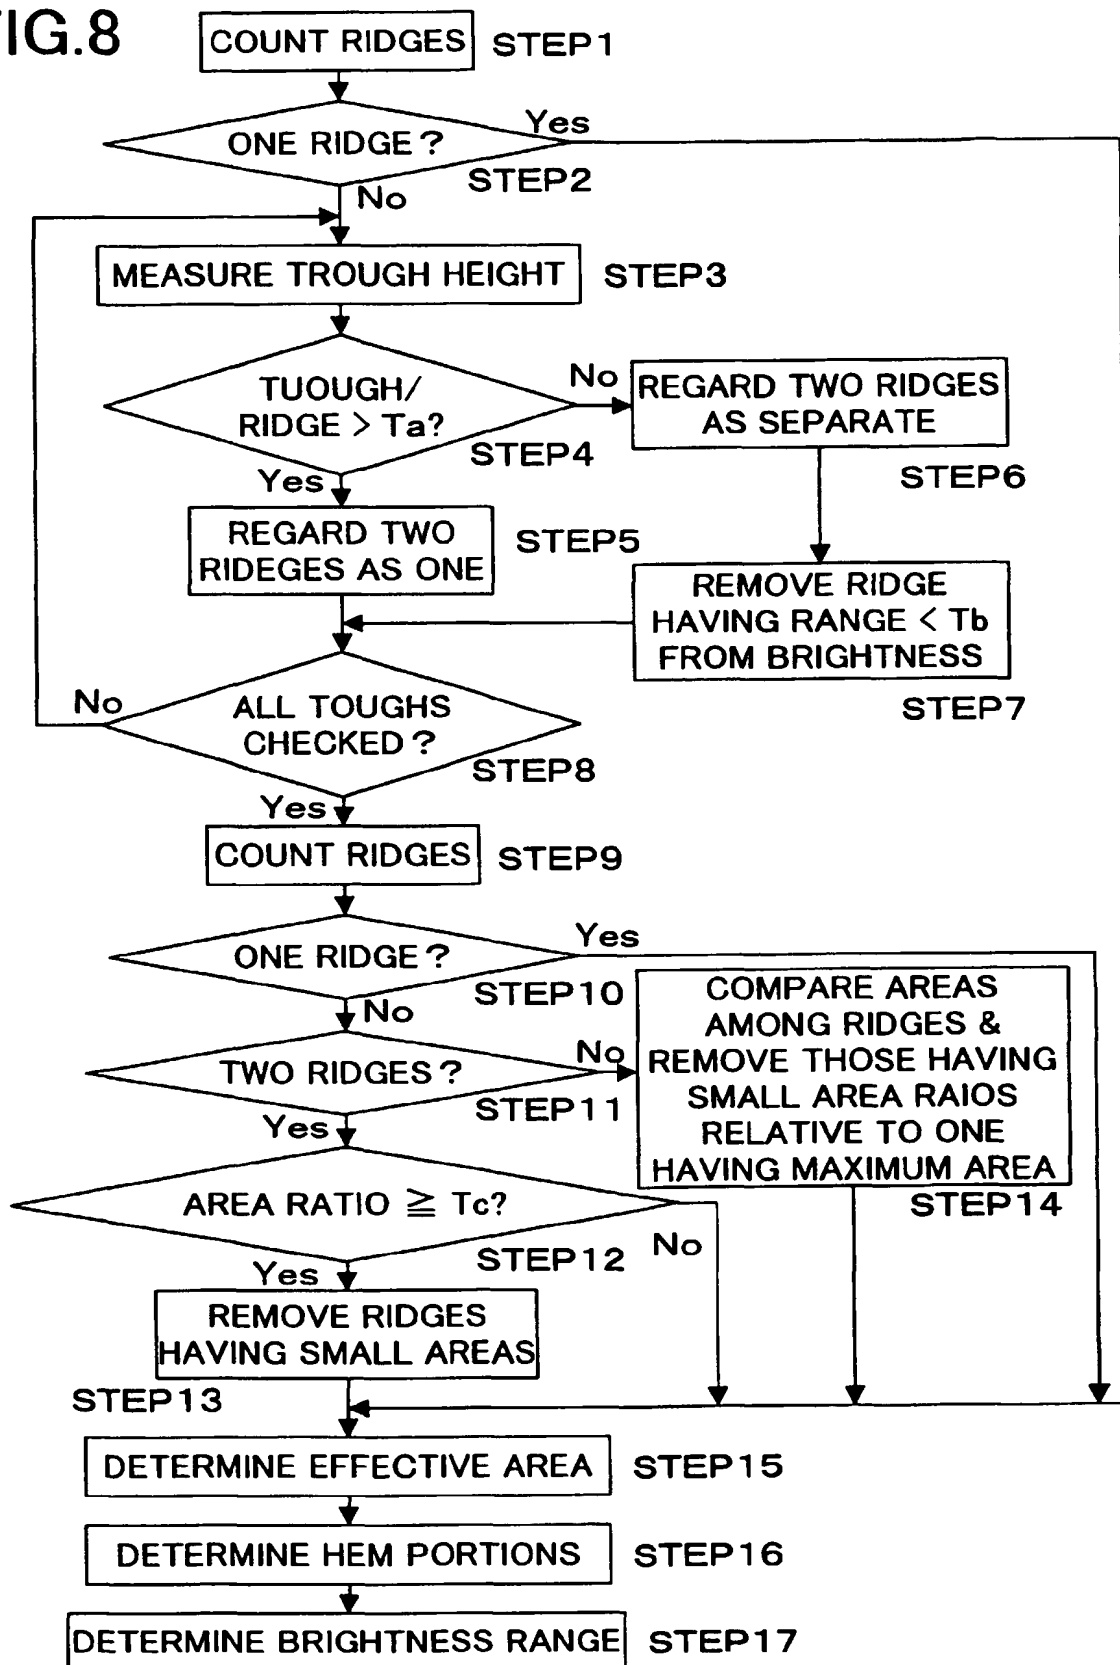 FIG.8
COUNT RIDGES
STEP1
ONE RIDGE?
Yes
STEP2
No
MEASURE TROUGH HEIGHT
STEP3
TUOUGH/
RIDGE > Ta?
No
STEP4
Yes
REGARD TWO RIDGES
AS SEPARATE
STEP6
REGARD TWO
RIDEGES AS ONE
STEP5
REMOVE RIDGE
HAVING RANGE < Tb
FROM BRIGHTNESS
STEP7
No
ALL TOUGHS
CHECKED?
STEP8
Yes
COUNT RIDGES
STEP9
ONE RIDGE?
Yes
STEP10
No
TWO RIDGES?
No
STEP11
Yes
COMPARE AREAS
AMONG RIDGES &
REMOVE THOSE HAVING
SMALL AREA RAIOS
RELATIVE TO ONE
HAVING MAXIMUM AREA
STEP14
AREA RATIO ≧ Tc?
No
STEP12
Yes
REMOVE RIDGES
HAVING SMALL AREAS
STEP13
DETERMINE EFFECTIVE AREA
STEP15
DETERMINE HEM PORTIONS
STEP16
DETERMINE BRIGHTNESS RANGE
STEP17